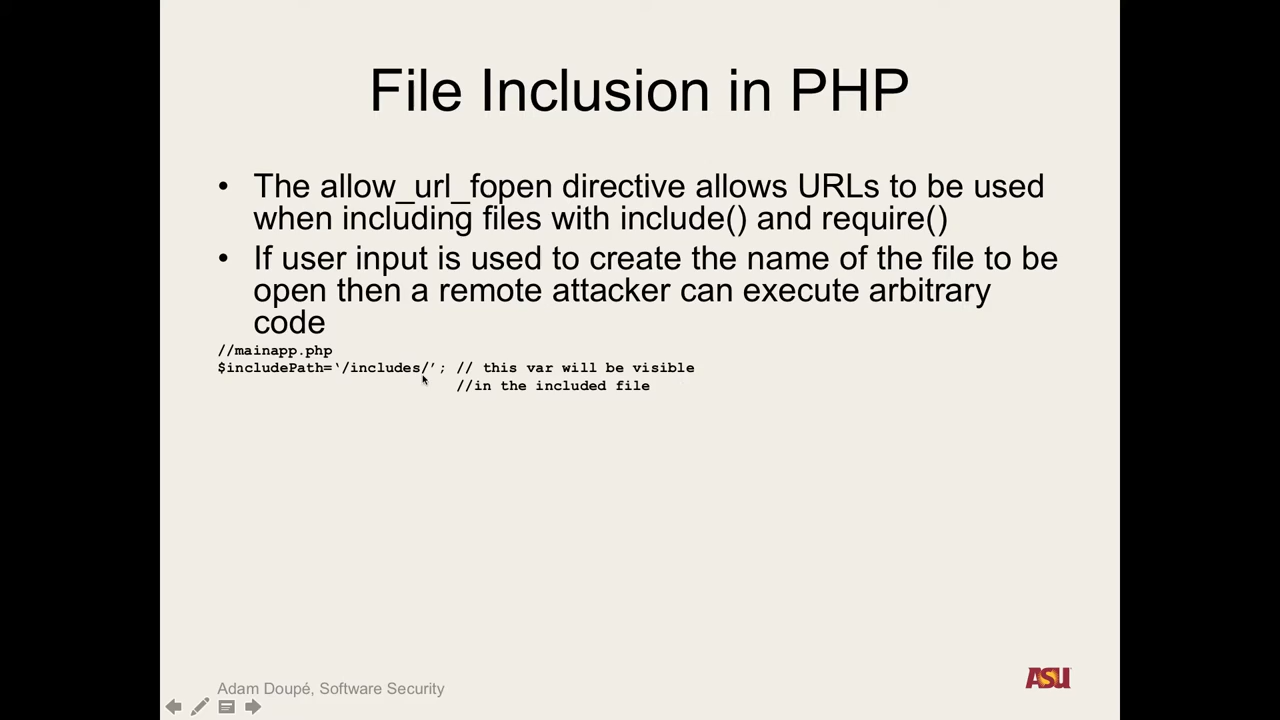 File Inclusion in PHP
• The allow_url_fopen directive allows URLs to be used
when including files with include() and require()
• If user input is used to create the name of the file to be
open then a remote attacker can execute arbitrary
code
//mainapp.php
$includePath=‘/includes/’; // this var will be visible
//in the included file
Adam Doupé, Software Security
ASU